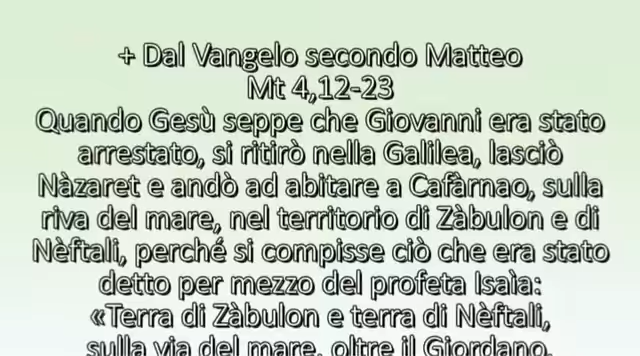 + Dal Vangelo secondo Matteo
Mt 4,12-23
Quando Gesù seppe che Giovanni era stato
arrestato, si ritirò nella Galilea, lasciò
Nàzaret e andò ad abitare a Cafàrnao, sulla
riva del mare, nel territorio di Zàbulon e di
Nèftali, perché si compisse ciò che era stato
detto per mezzo del profeta Isaìa:
«Terra di Zàbulon e terra di Nèftali,
sulla via del mare, oltre il Giordano,